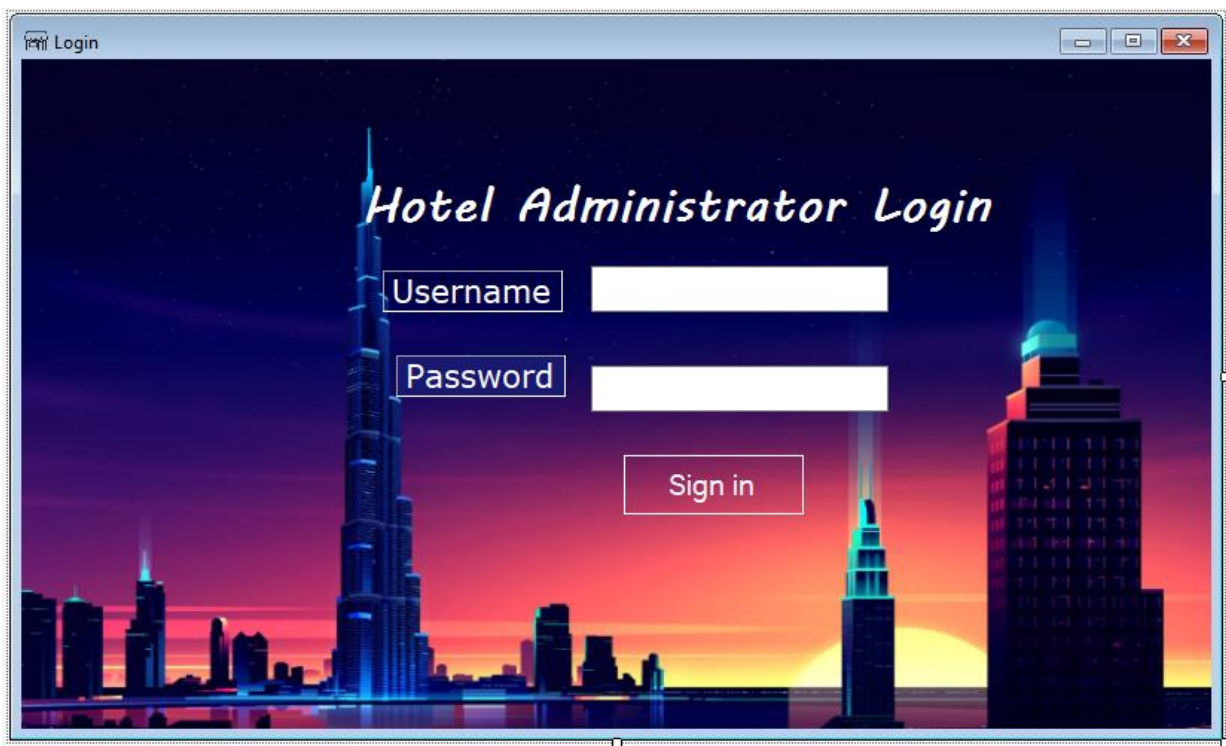 Login
Hotel Administrator Login
Username
Password
Sign in